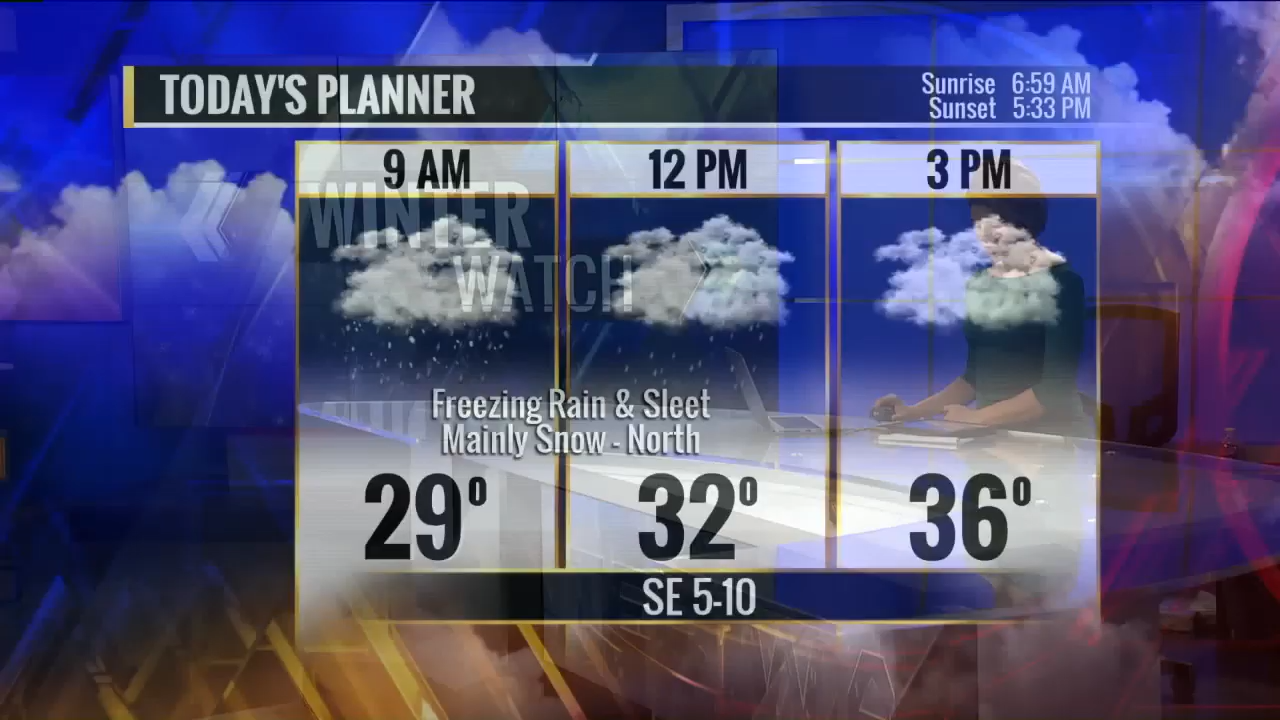 TODAY'S PLANNER
Sunrise 6:59 AM
Sunset 5:33 PM
9 AM
12 PM
3 PM
WINTER
WATCH
Freezing Rain & Sleet
Mainly Snow - North
29°
32°
36°
SE 5-10